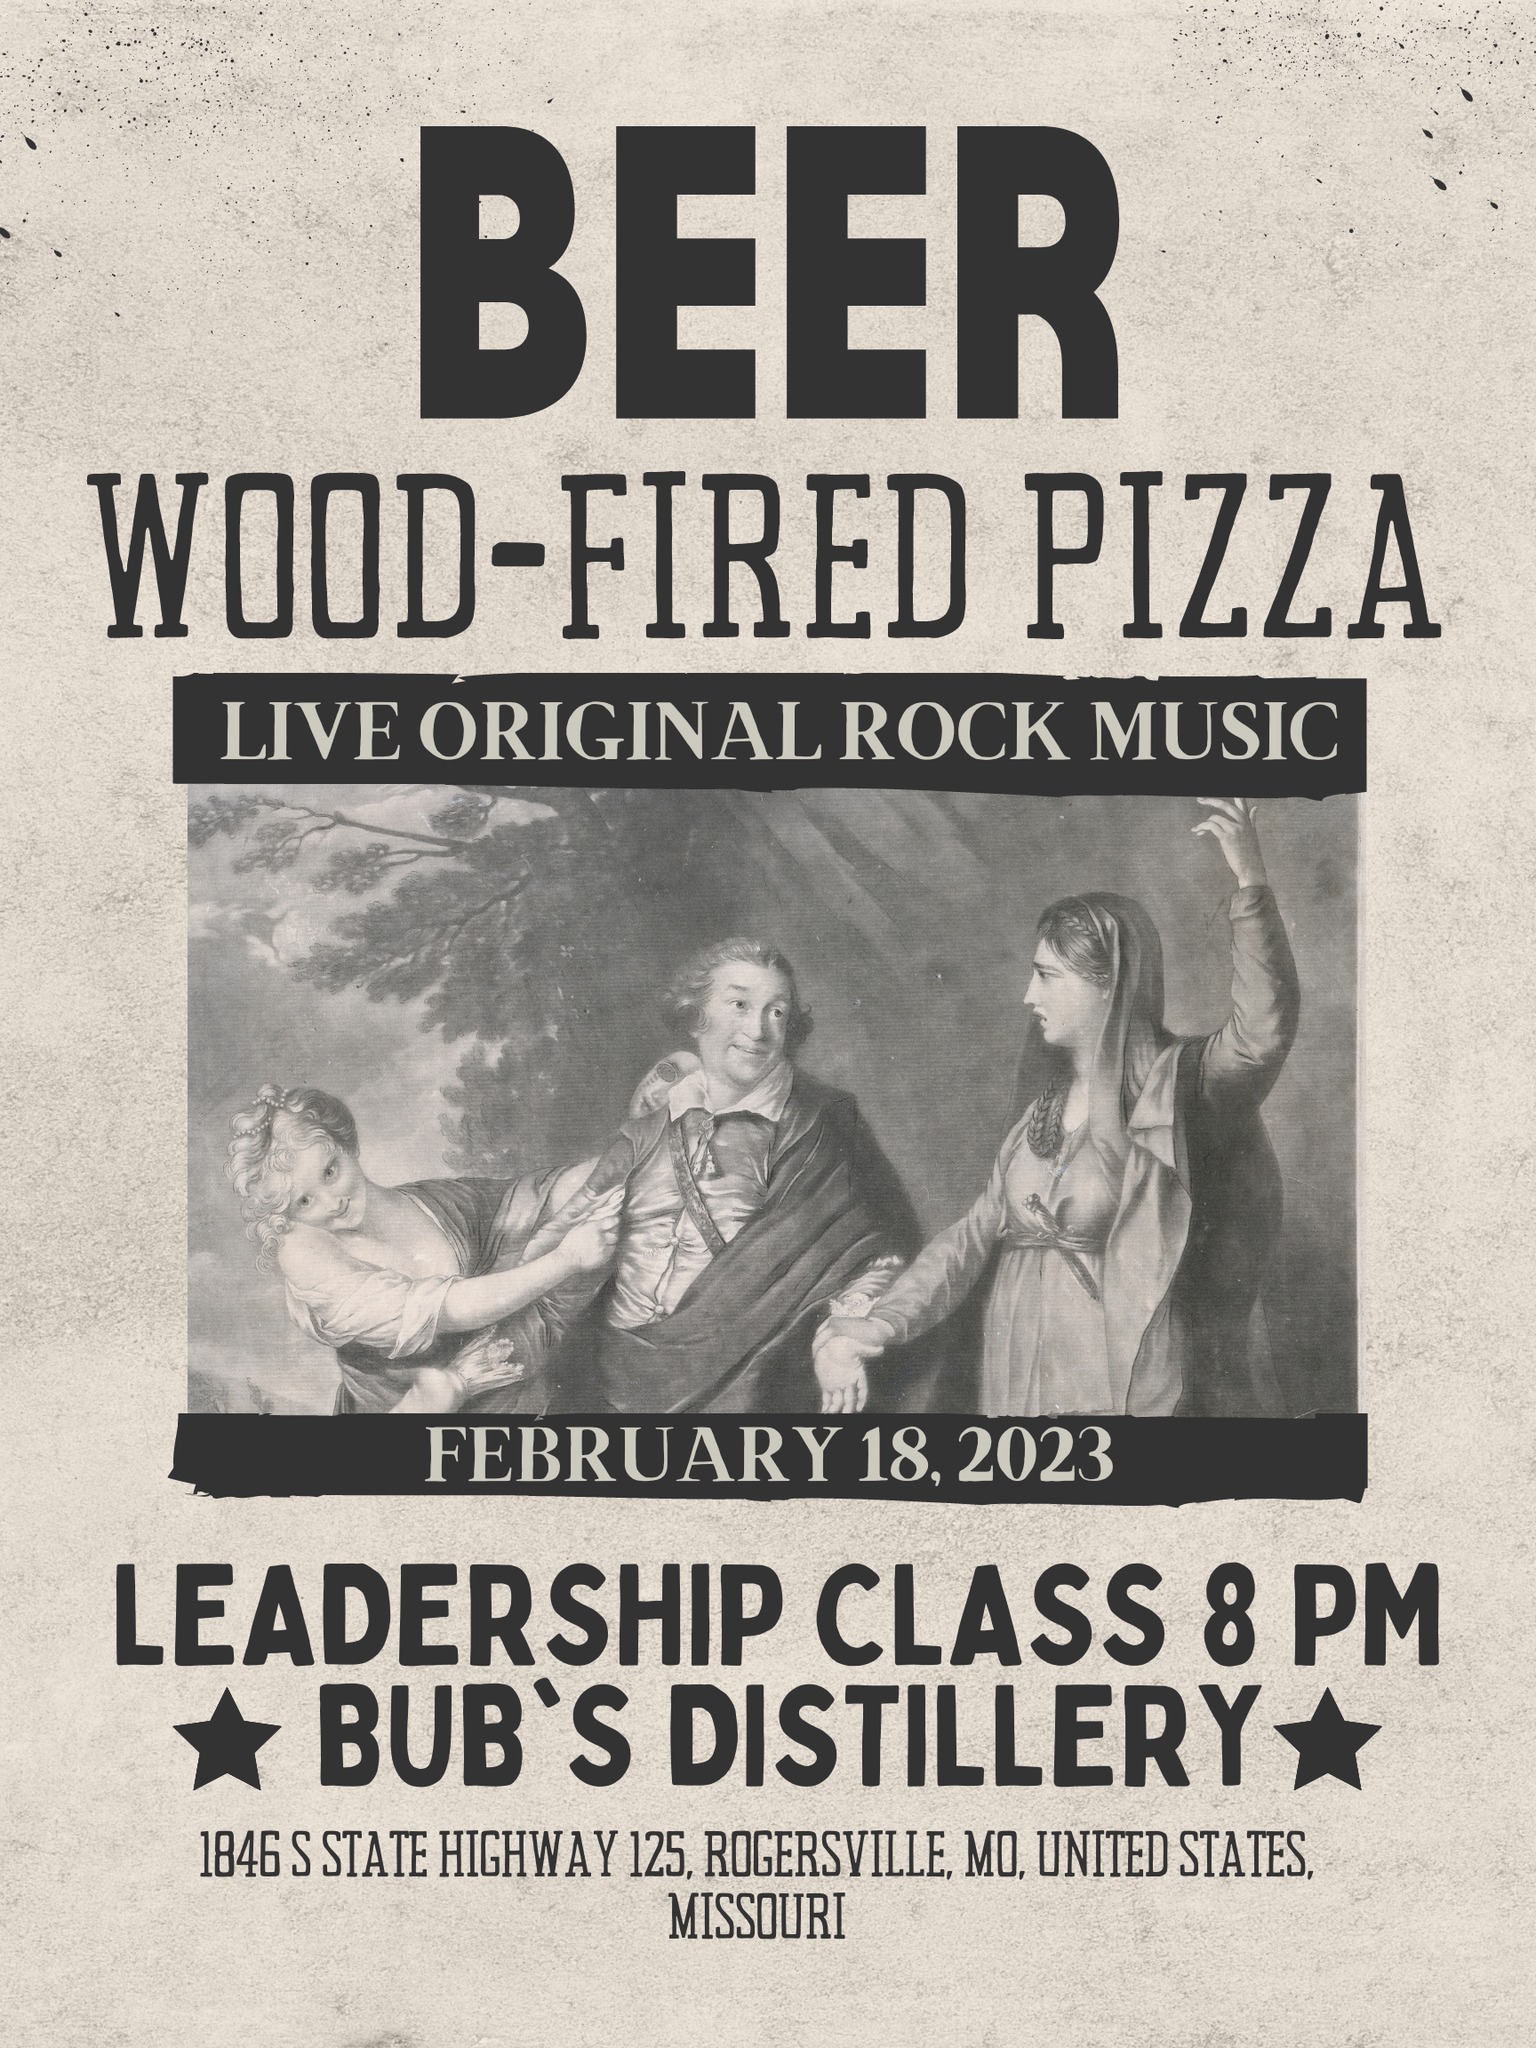 BEER
WOOD-FIRED PIZZA
LIVE ORIGINAL ROCK MUSIC
FEBRUARY 18, 2023
LEADERSHIP CLASS 8 PM
BUB`S DISTILLERY
1846 S STATE HIGHWAY 125, ROGERSVILLE, MO, UNITED STATES,
MISSOURI